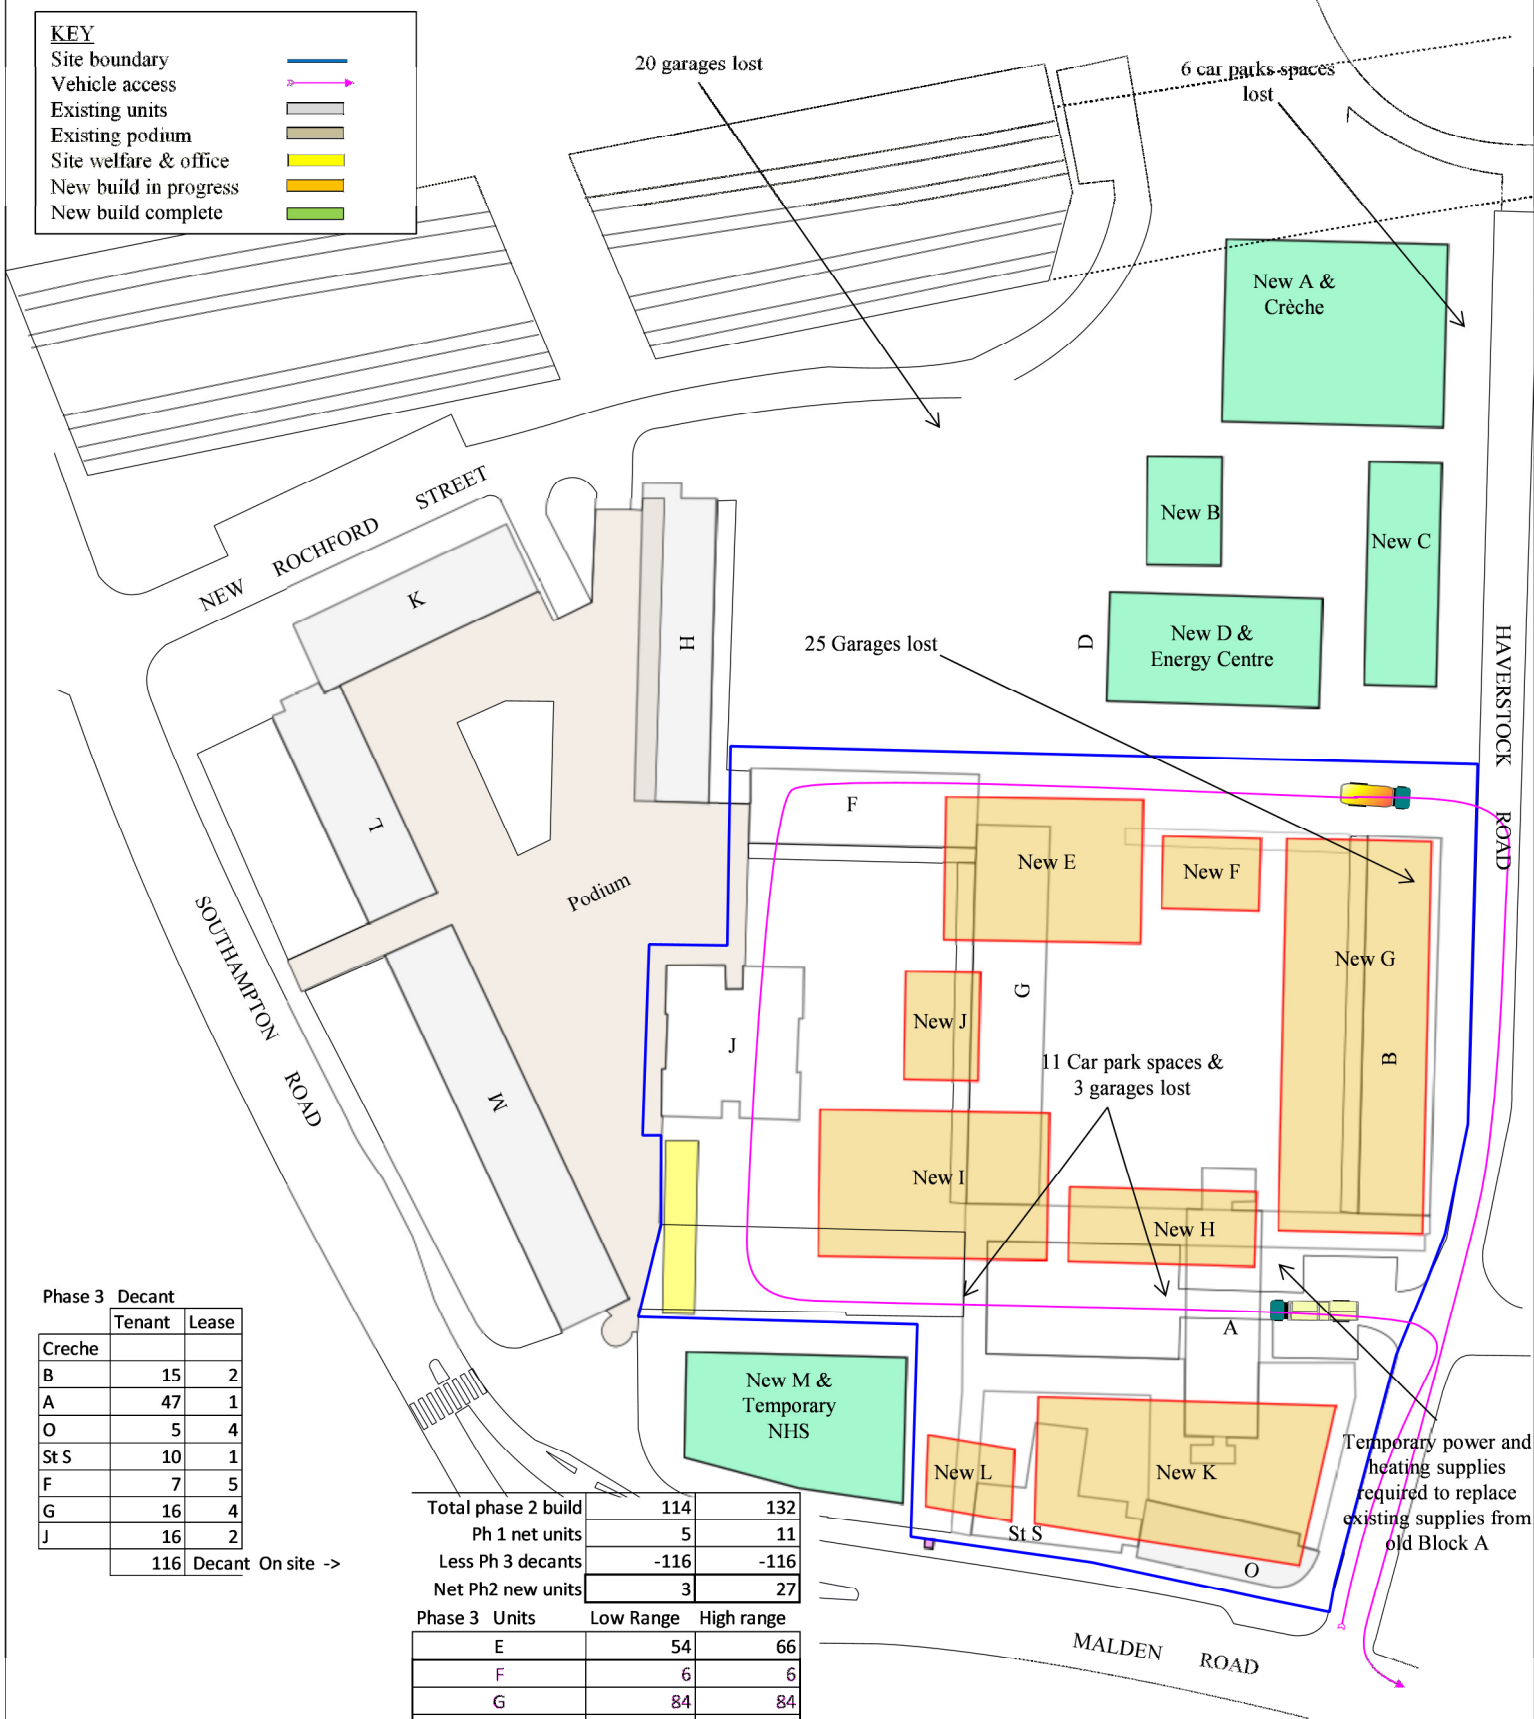 KEY
Site boundary
Vehicle access
Existing units
Existing podium
Site welfare & office
New build in progress
New build complete
20 garages lost
6 car parks spaces
lost
New A &
Crèche
New B
New C
New D &
Energy Centre
D
25 Garages lost
NEW ROCHFORD STREET
K
H
L
M
Podium
SOUTHAMPTON ROAD
HAVERSTOCK ROAD
F
New E
New F
New G
G
B
New J
J
11 Car park spaces &
3 garages lost
New I
New H
A
New M &
Temporary
NHS
New L
New K
St S
O
Temporary power and
heating supplies
required to replace
existing supplies from
old Block A
MALDEN ROAD
Phase 3 Decant
Tenant Lease
Creche
B 15 2
A 47 1
O 5 4
St S 10 1
F 7 5
G 16 4
J 16 2
116 Decant On site ->
Total phase 2 build 114 132
Ph 1 net units 5 11
Less Ph 3 decants -116 -116
Net Ph2 new units 3 27
Phase 3 Units Low Range High range
E 54 66
F 6 6
G 84 84